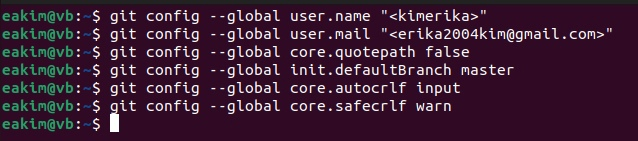 eakim@vb:~$ git config --global user.name "<kimerika>"
eakim@vb:~$ git config --global user.mail "<erika2004kim@gmail.com>"
eakim@vb:~$ git config --global core.quotepath false
eakim@vb:~$ git config --global init.defaultBranch master
eakim@vb:~$ git config --global core.autocrlf input
eakim@vb:~$ git config --global core.safecrlf warn
eakim@vb:~$